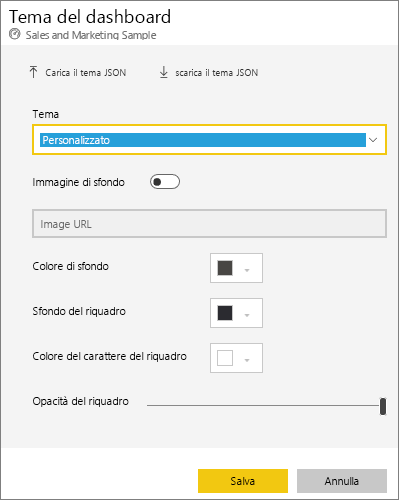 Tema del dashboard
Sales and Marketing Sample
Carica il tema JSON scarica il tema JSON
Tema
Personalizzato
Immagine di sfondo
Image URL
Colore di sfondo
Sfondo del riquadro
Colore del carattere del riquadro
Opacità del riquadro
Salva Annulla